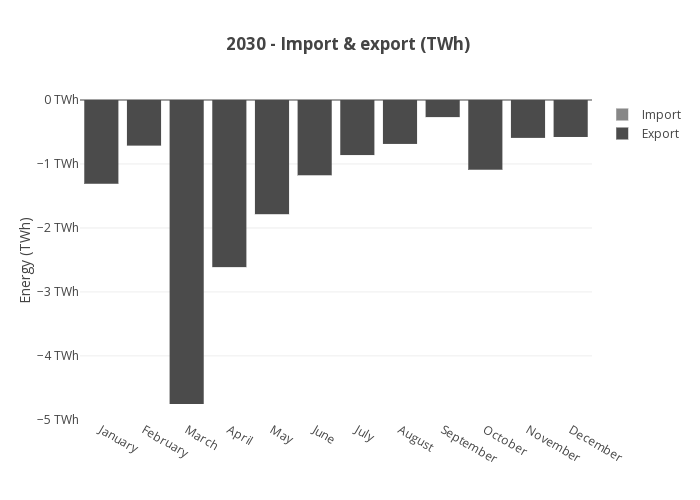 2030 - Import & export (TWh)
0 TWh
−1 TWh
−2 TWh
−3 TWh
−4 TWh
−5 TWh
Energy (TWh)
January
February
March
April
May
June
July
August
September
October
November
December
Import
Export